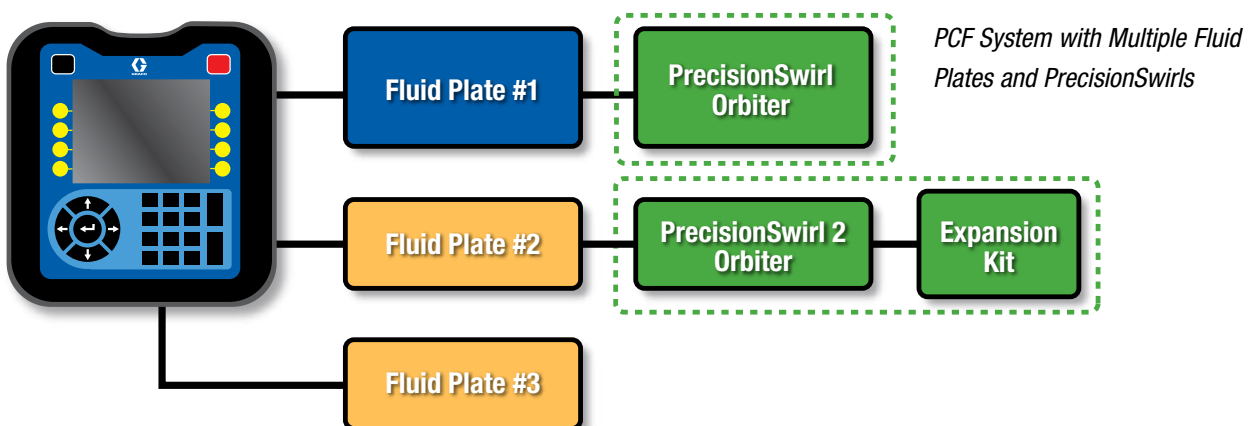 PCF System with Multiple Fluid
Plates and PrecisionSwirls
GRACO
Fluid Plate #1
PrecisionSwirl
Orbiter
Fluid Plate #2
PrecisionSwirl 2
Orbiter
Expansion
Kit
Fluid Plate #3